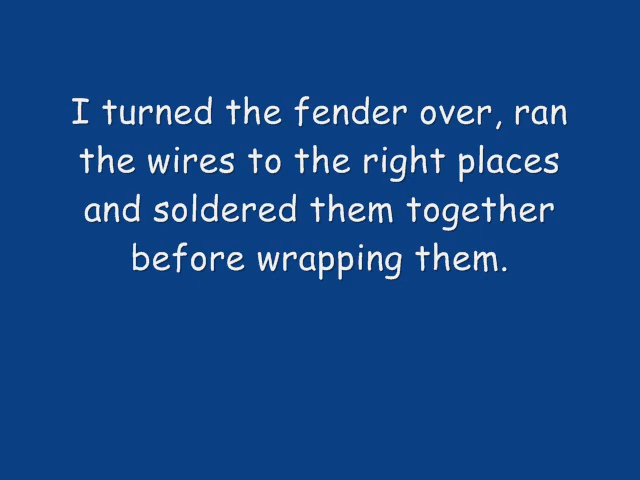 I turned the fender over, ran
the wires to the right places
and soldered them together
before wrapping them.